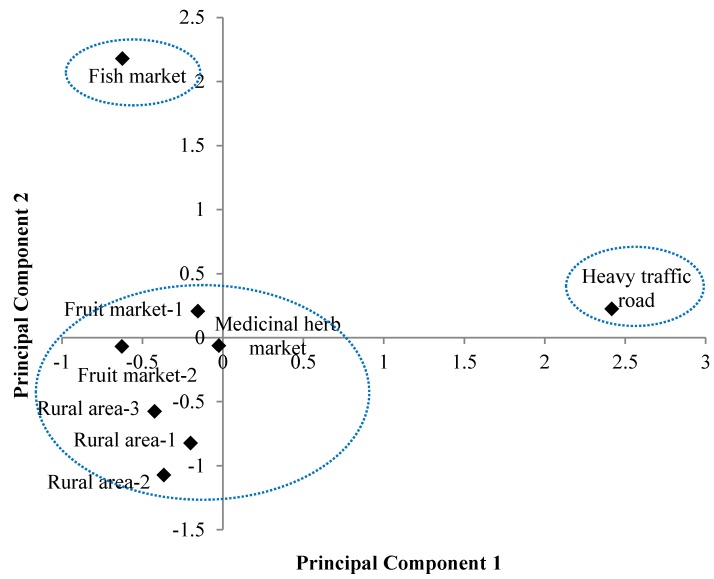 2.5
Fish market
2
1.5
1
0.5
Heavy traffic
road
Fruit market-1
Medicinal herb
market
0
-1
-0.5
0
0.5
1
1.5
2
2.5
3
Fruit market-2
-0.5
Rural area-3
Rural area-1
-1
Rural area-2
-1.5
Principal Component 2
Principal Component 1